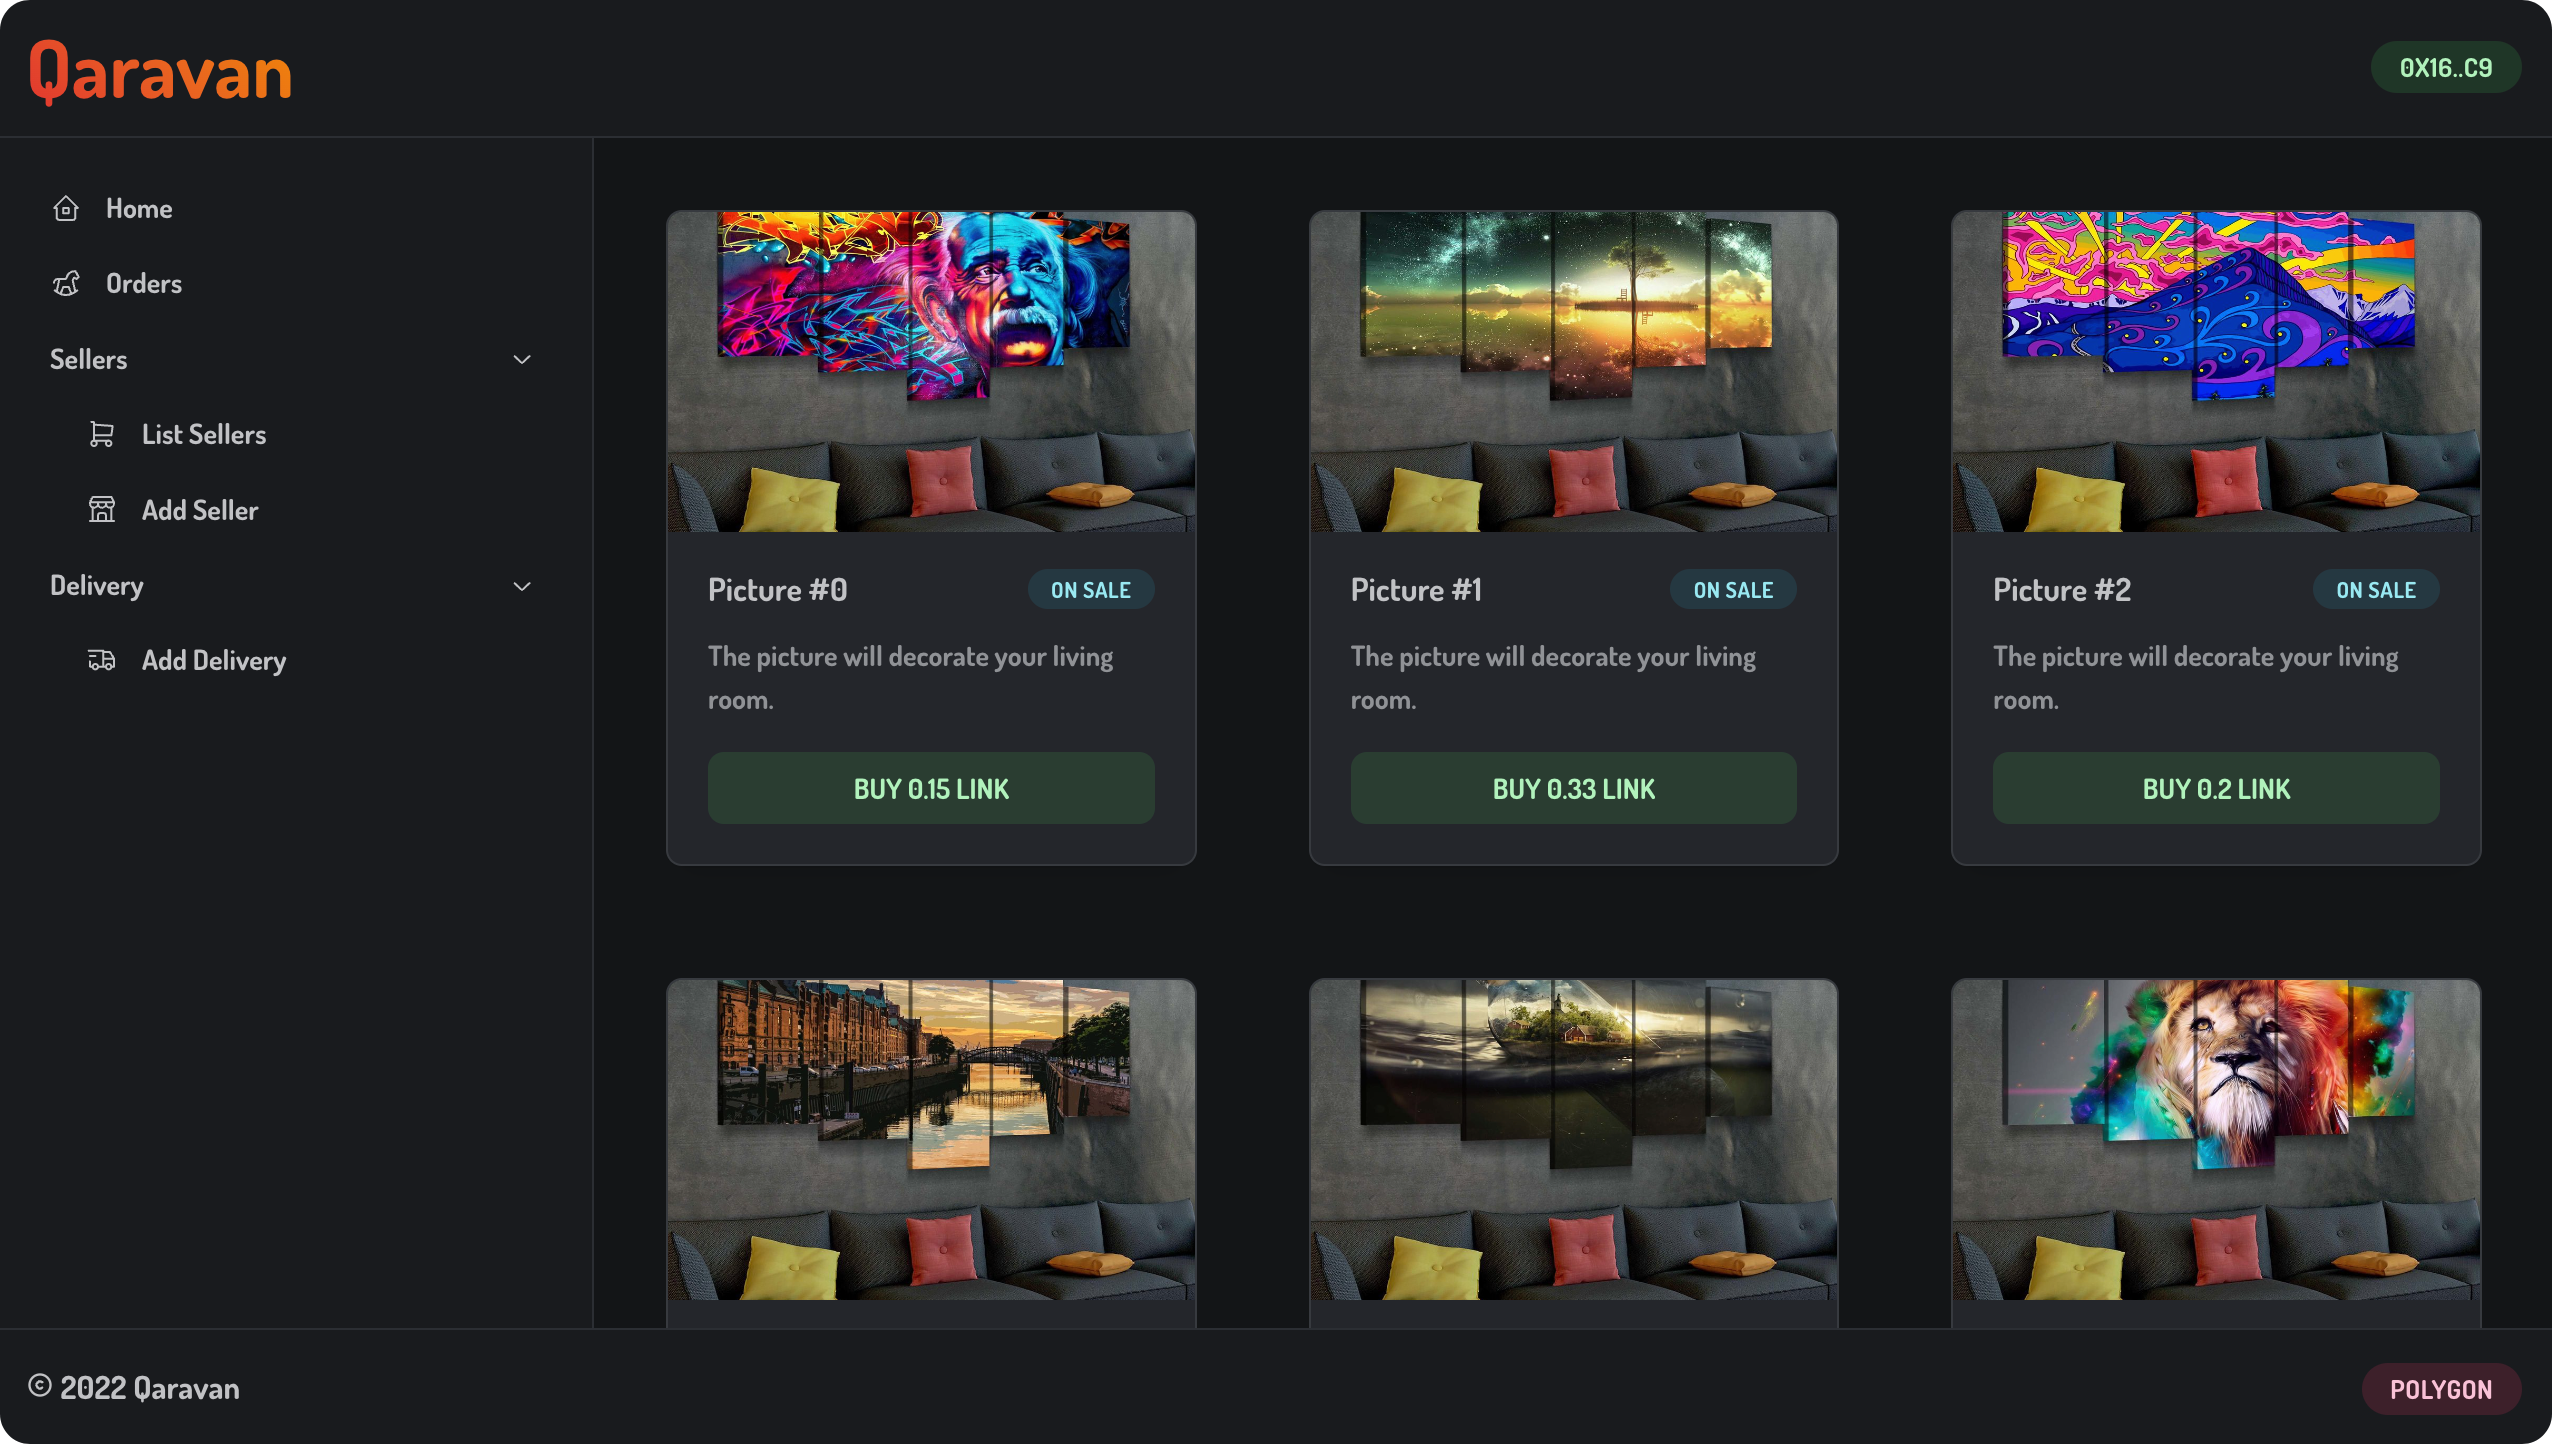 Qaravan
0X16..C9
Home
Orders
Sellers
List Sellers
Add Seller
Delivery
Add Delivery
Picture #0
ON SALE
The picture will decorate your living
room.
BUY 0.15 LINK
Picture #1
ON SALE
The picture will decorate your living
room.
BUY 0.33 LINK
Picture #2
ON SALE
The picture will decorate your living
room.
BUY 0.2 LINK
© 2022 Qaravan
POLYGON